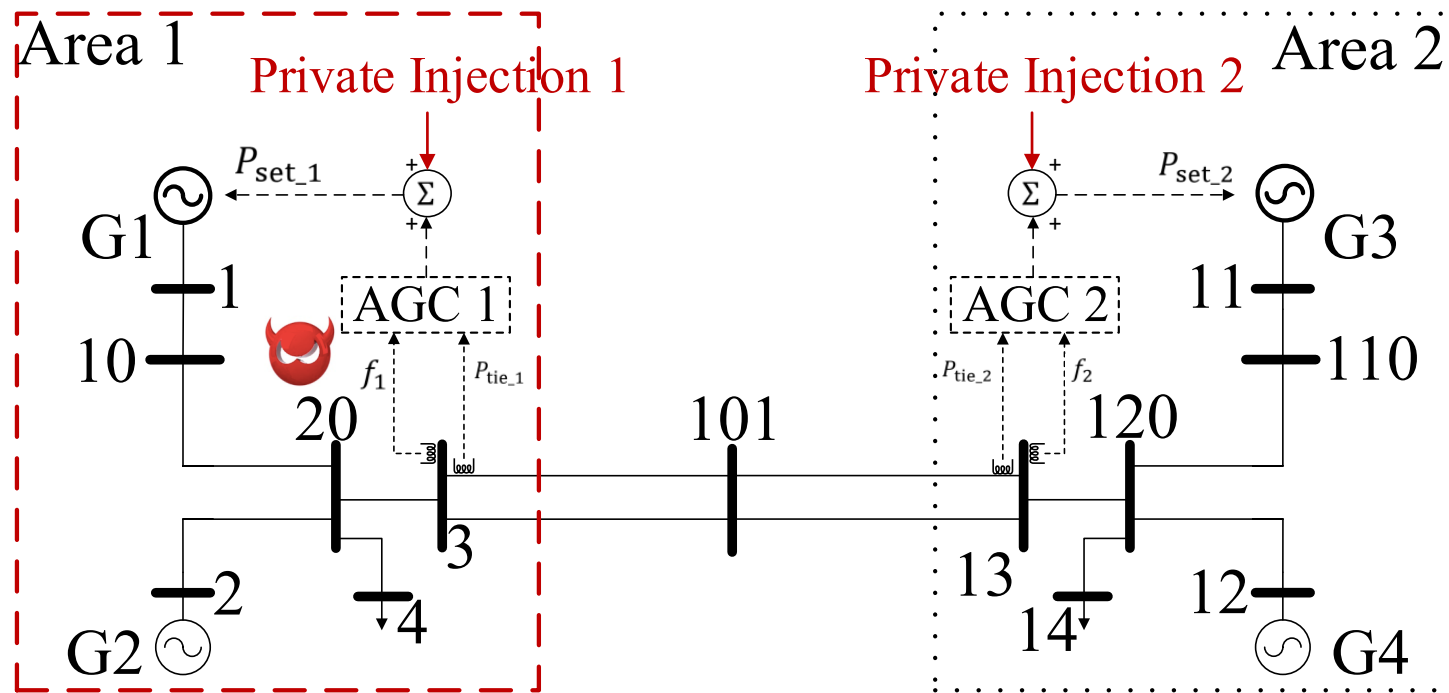 Area 1
Area 2
Private Injection 1
Private Injection 2
+
+
P_set_1
Σ
Σ
P_set_2
+
+
G1
G3
1
AGC 1
AGC 2
11
10
f_1
P_tie_1
P_tie_2
f_2
110
20
101
120
3
13
2
4
14
12
G2
G4